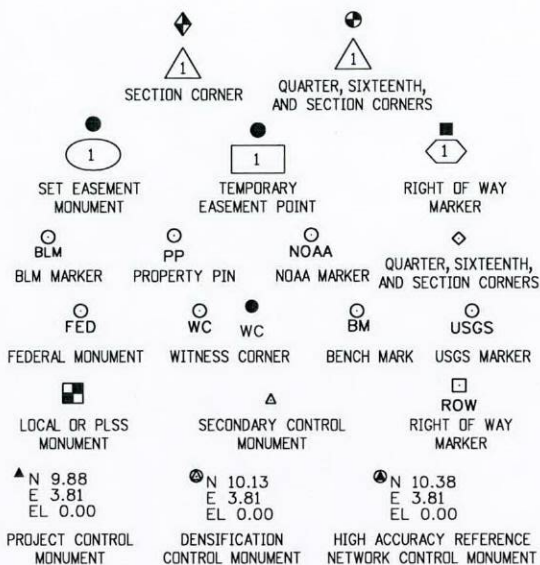 1
1
SECTION CORNER
QUARTER, SIXTEENTH,
AND SECTION CORNERS
1
1
1
SET EASEMENT
MONUMENT
TEMPORARY
EASEMENT POINT
RIGHT OF WAY
MARKER
BLM
BLM MARKER
PP
PROPERTY PIN
NOAA
NOAA MARKER
QUARTER, SIXTEENTH,
AND SECTION CORNERS
FED
FEDERAL MONUMENT
WC
WC
WITNESS CORNER
BM
BENCH MARK
USGS
USGS MARKER
LOCAL OR PLSS
MONUMENT
SECONDARY CONTROL
MONUMENT
ROW
RIGHT OF WAY
MARKER
N 9.88
E 3.81
EL 0.00
PROJECT CONTROL
MONUMENT
N 10.13
E 3.81
EL 0.00
DENSIFICATION
CONTROL MONUMENT
N 10.38
E 3.81
EL 0.00
HIGH ACCURACY REFERENCE
NETWORK CONTROL MONUMENT